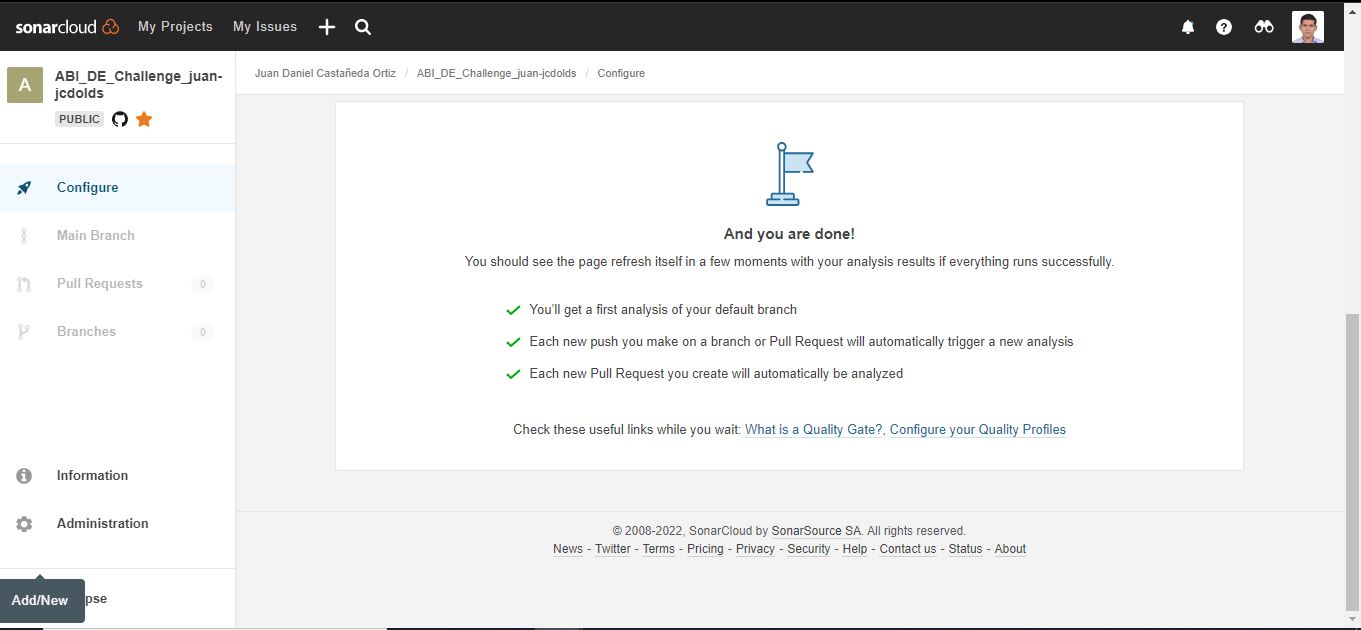 sonarcloud My Projects My Issues
A ABI_DE_Challenge_juan-
jcdolds
PUBLIC
Configure
Main Branch
Pull Requests 0
Branches 0
Information
Administration
Add/New
pse
Juan Daniel Castañeda Ortiz / ABI_DE_Challenge_juan-jcdolds / Configure
And you are done!
You should see the page refresh itself in a few moments with your analysis results if everything runs successfully.
You'll get a first analysis of your default branch
Each new push you make on a branch or Pull Request will automatically trigger a new analysis
Each new Pull Request you create will automatically be analyzed
Check these useful links while you wait: What is a Quality Gate?, Configure your Quality Profiles
© 2008-2022, SonarCloud by SonarSource SA. All rights reserved.
News - Twitter - Terms - Pricing - Privacy - Security - Help - Contact us - Status - About